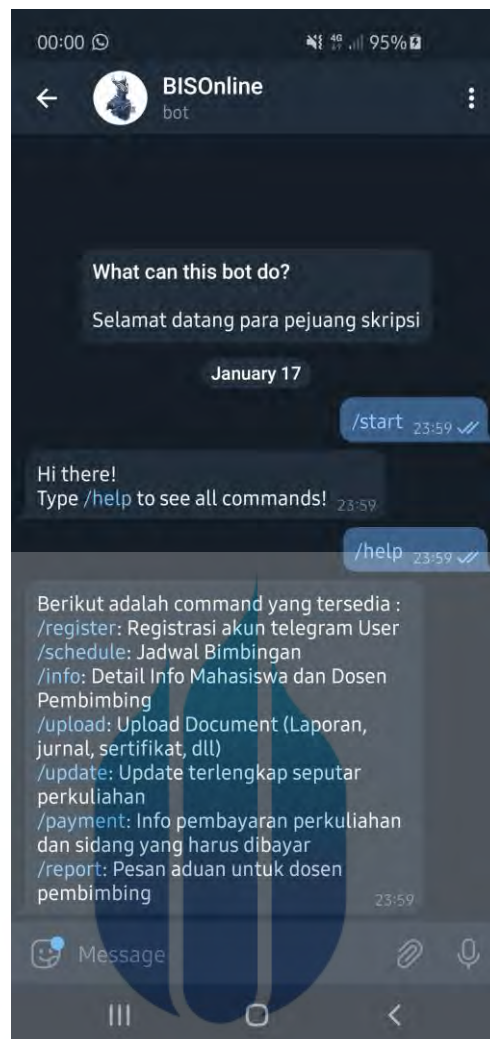 00:00 4G 95%
BISOnline
bot
What can this bot do?
Selamat datang para pejuang skripsi
January 17
/start 23:59
Hi there!
Type /help to see all commands! 23:59
/help 23:59
Berikut adalah command yang tersedia :
/register: Registrasi akun telegram User
/schedule: Jadwal Bimbingan
/info: Detail Info Mahasiswa dan Dosen
Pembimbing
/upload: Upload Document (Laporan,
jurnal, sertifikat, dll)
/update: Update terlengkap seputar
perkuliahan
/payment: Info pembayaran perkuliahan
dan sidang yang harus dibayar
/report: Pesan aduan untuk dosen
pembimbing 23:59
Message